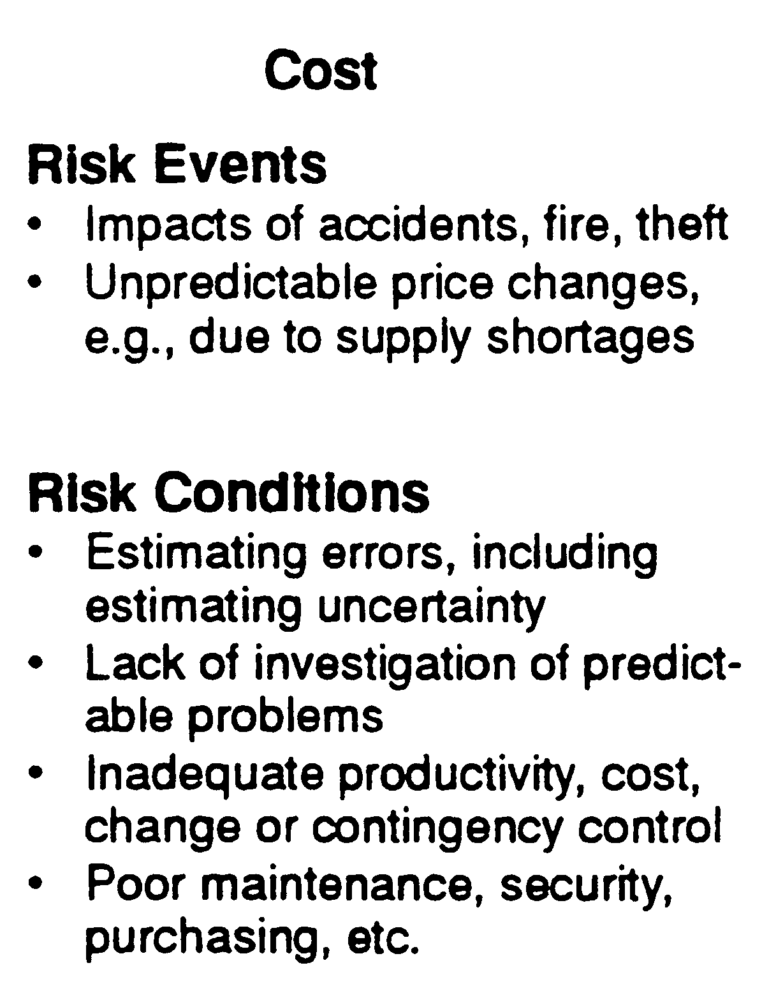 Cost
Risk Events
• Impacts of accidents, fire, theft
• Unpredictable price changes,
e.g., due to supply shortages
Risk Conditions
• Estimating errors, including
estimating uncertainty
• Lack of investigation of predict-
able problems
• Inadequate productivity, cost,
change or contingency control
• Poor maintenance, security,
purchasing, etc.